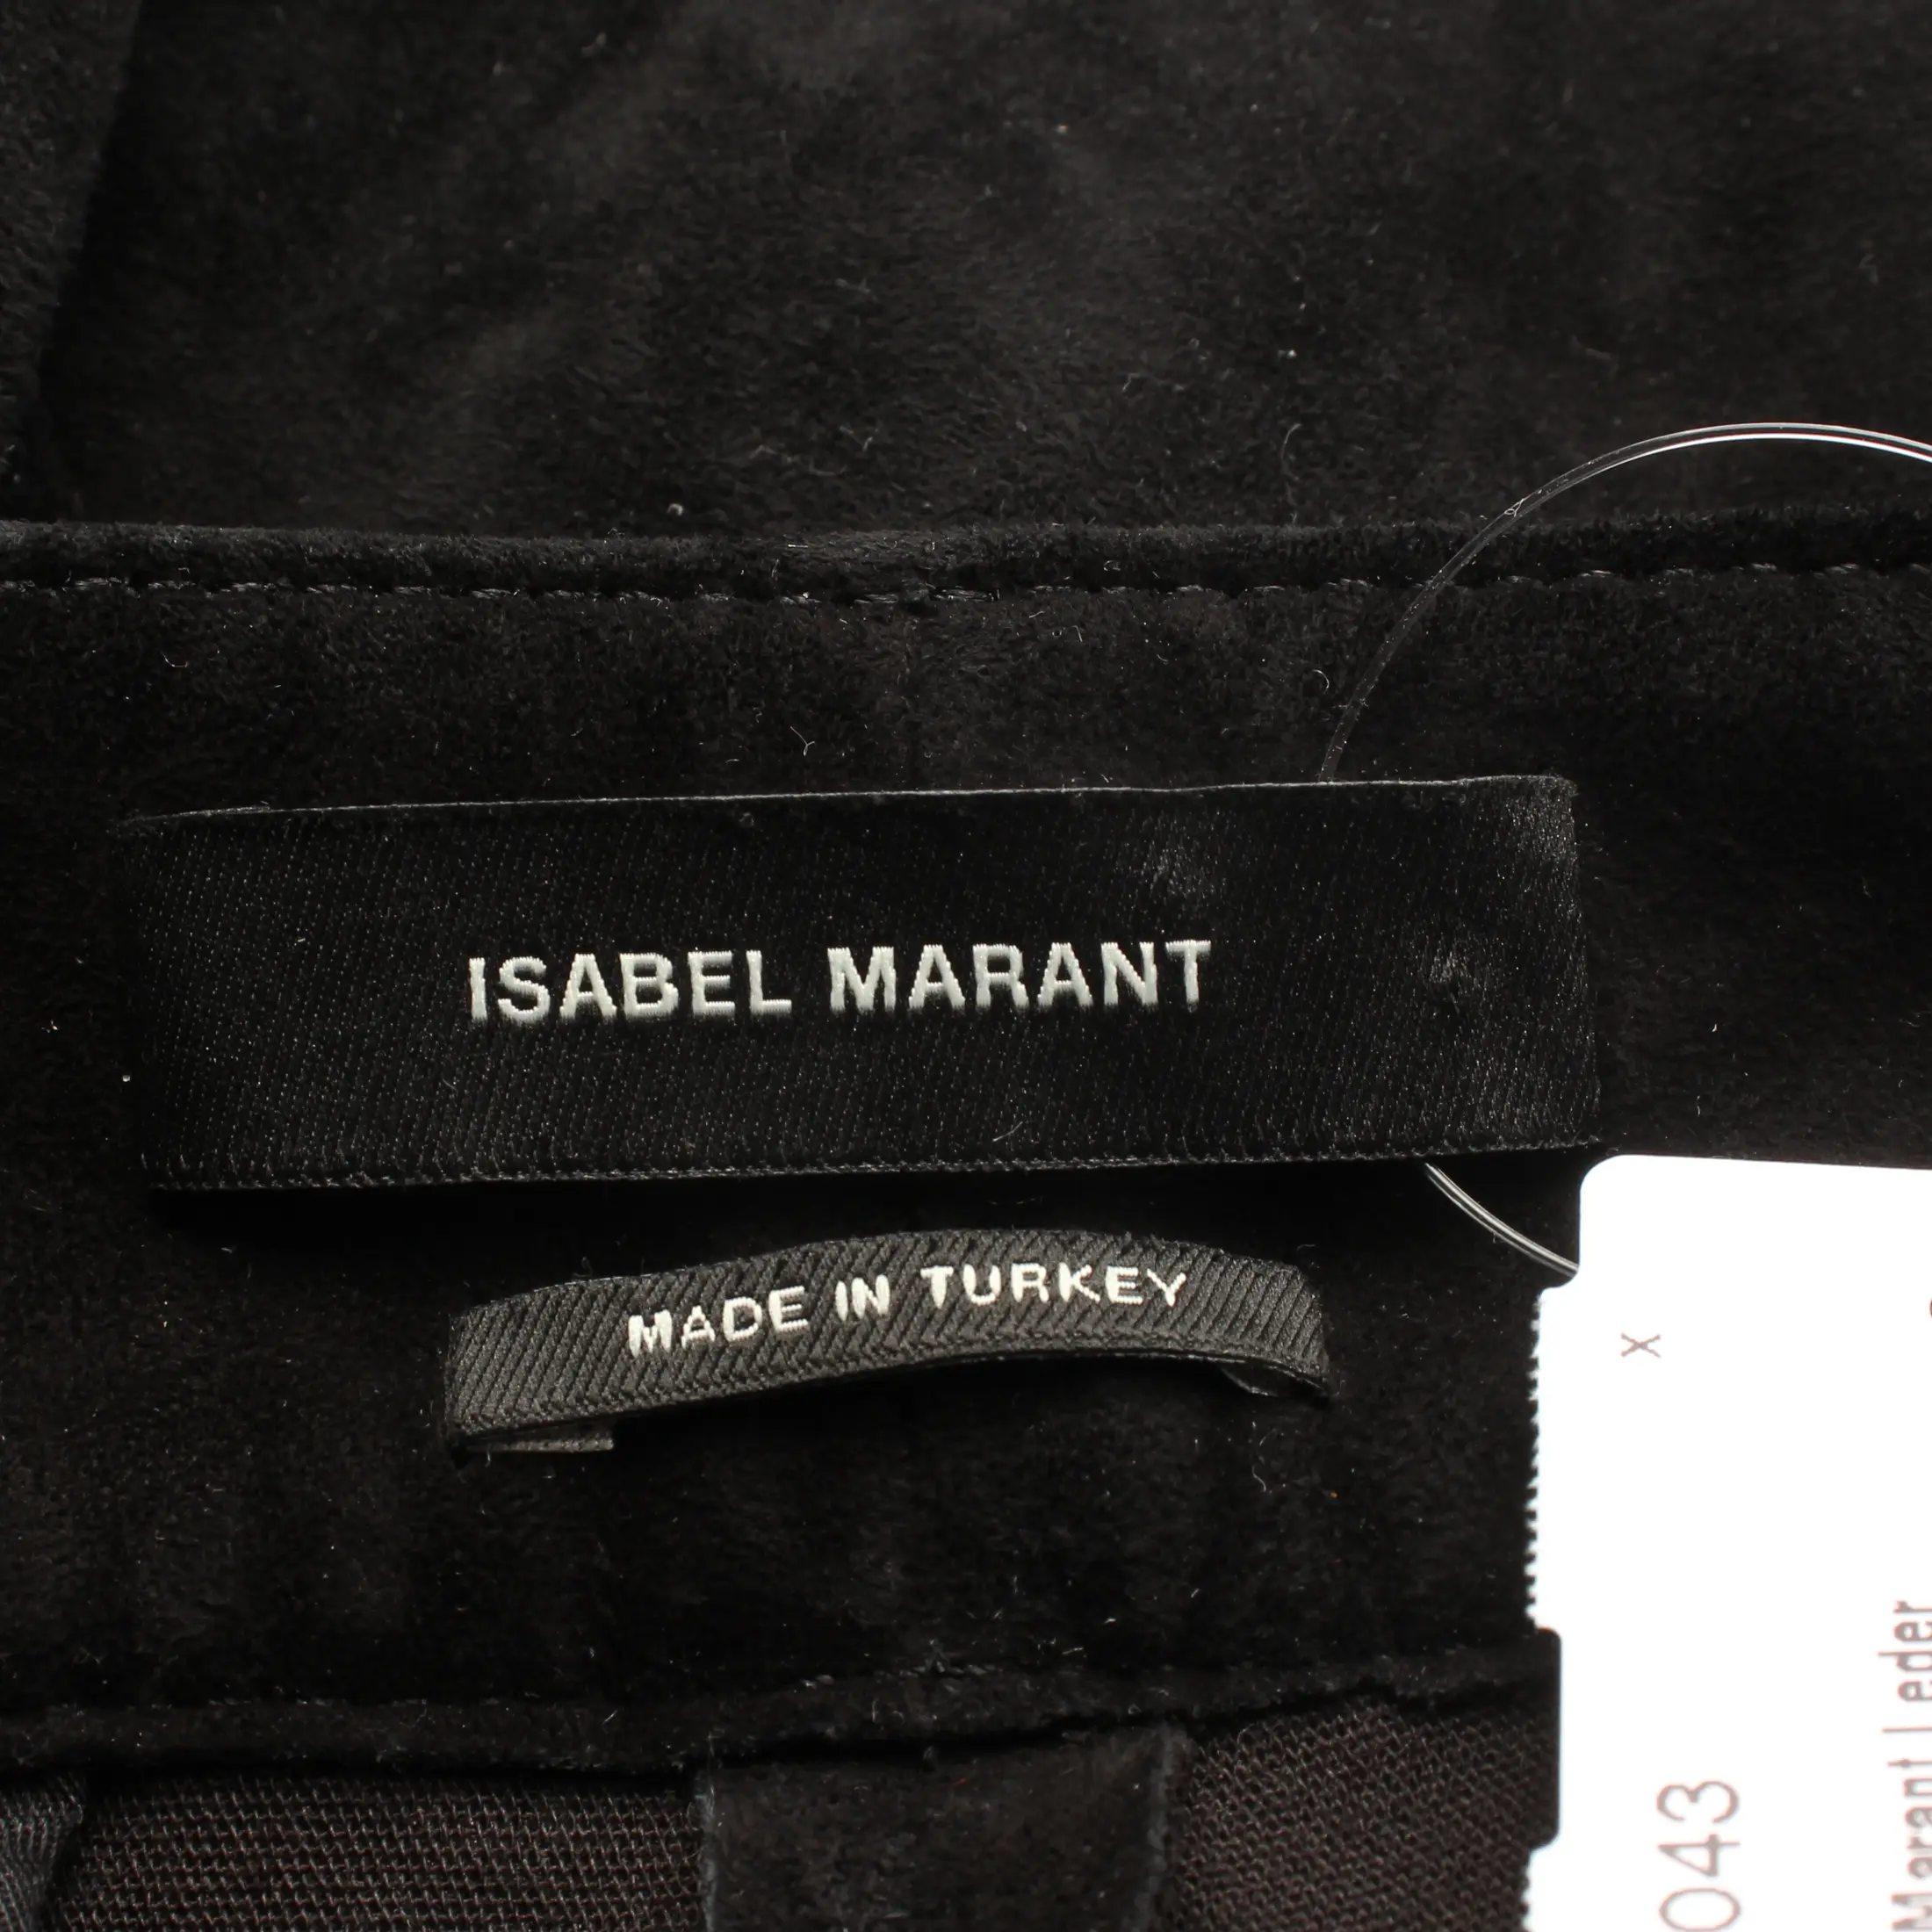 ISABEL MARANT
MADE IN TURKEY
x
043
Marant Leder